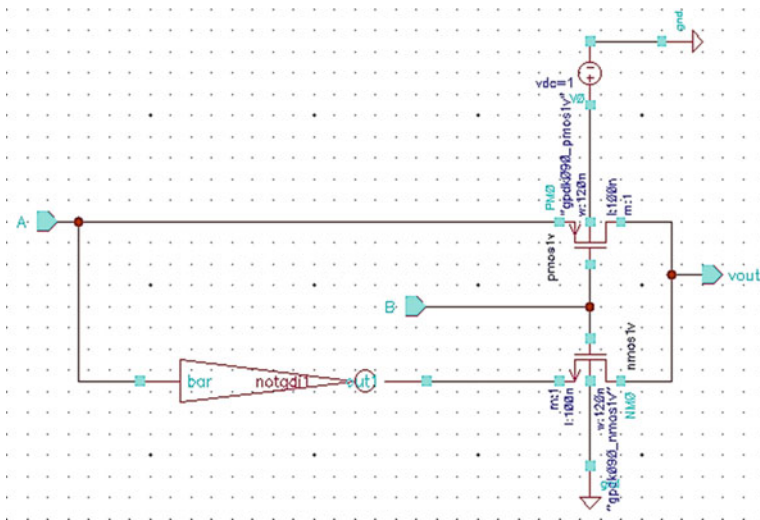 gnd
vdc=1
V0
"gpdk090_pmos1v"
PM0
w:120n
l:100n
m:1
A
pmos1v
vout
B
nmos1v
bar
notgdi1
out1
m:1
l:100n
w:120n
NM0
"gpdk090_nmos1v"